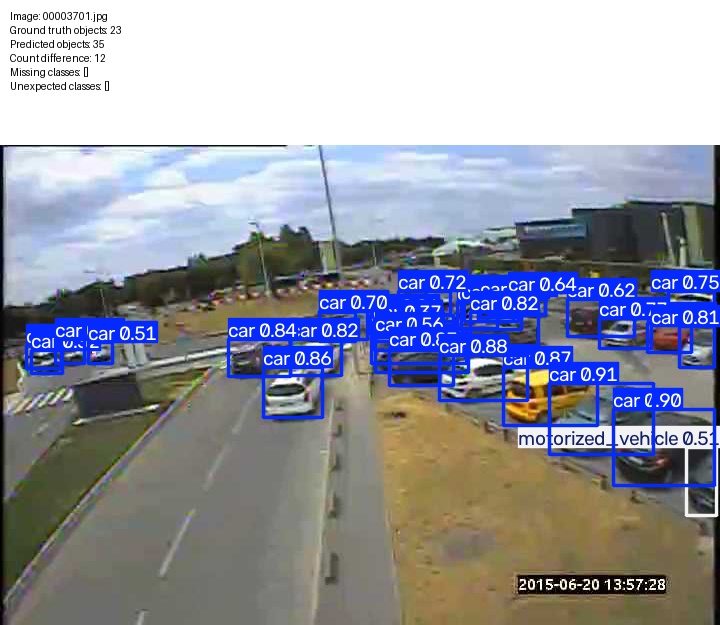 Image: 00003701.jpg
Ground truth objects: 23
Predicted objects: 35
Count difference: 12
Missing classes: []
Unexpected classes: []
car 0.72
car 0.64
car 0.75
car 0.62
car 0.70
car 0.82
car 0.81
car 0.56
car 0.51
car 0.84
car 0.82
car 0.86
car 0.88
car 0.87
car 0.91
car 0.90
motorized_vehicle 0.51
2015-06-20 13:57:28